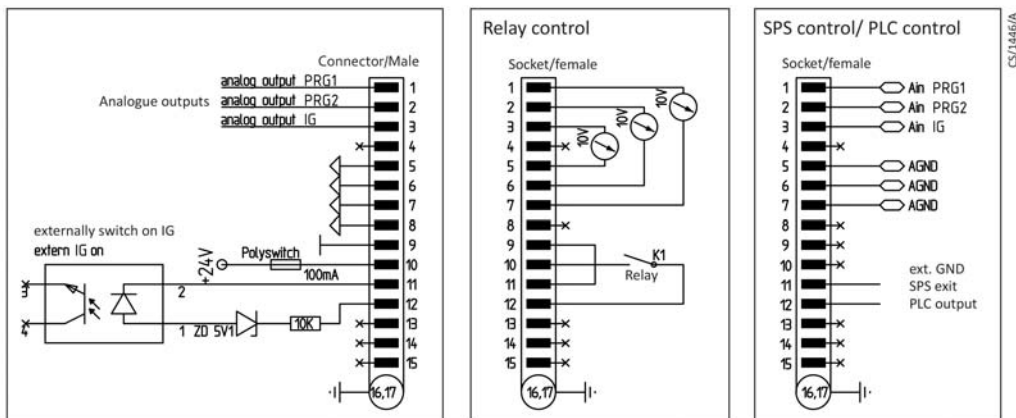 Connector/Male
analog output PRG1
1
Analogue outputs
analog output PRG2
2
analog output IG
3
4
5
6
7
8
externally switch on IG
extern IG on
9
+24V
Polyswitch
100mA
10
3
2
11
4
1
ZD 5V1
10K
12
13
14
15
16,17
Relay control
Socket/female
1
2
3
4
5
6
7
8
9
10
11
12
13
14
15
16,17
10V
10V
10V
K1
Relay
SPS control/ PLC control
Socket/female
1
Ain PRG1
2
Ain PRG2
3
Ain IG
4
5
AGND
6
AGND
7
AGND
8
9
10
ext. GND
11
SPS exit
12
PLC output
13
14
15
16,17
CS/1446/A